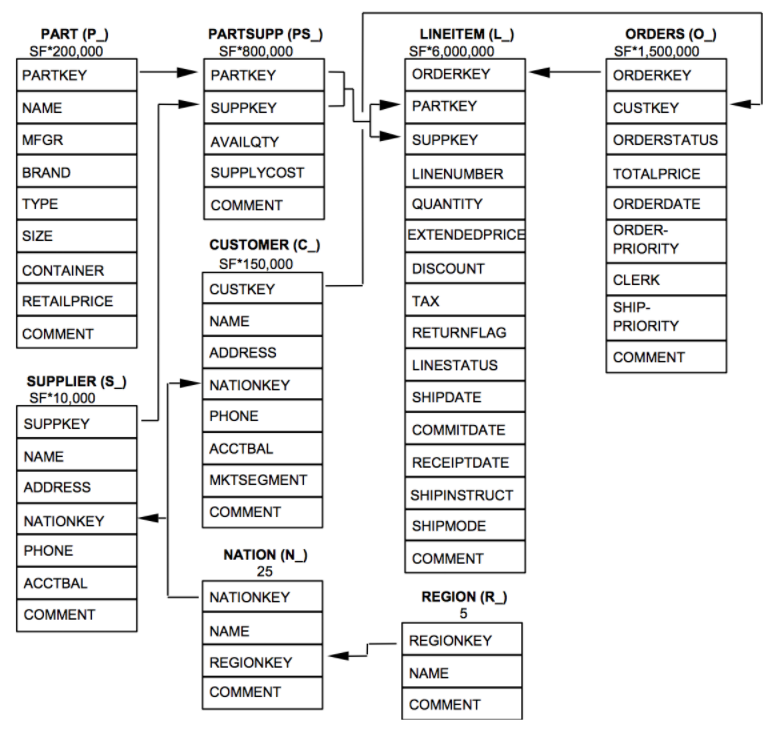 PART (P_)
SF*200,000
PARTKEY
NAME
MFGR
BRAND
TYPE
SIZE
CONTAINER
RETAILPRICE
COMMENT
SUPPLIER (S_)
SF*10,000
SUPPKEY
NAME
ADDRESS
NATIONKEY
PHONE
ACCTBAL
COMMENT
PARTSUPP (PS_)
SF*800,000
PARTKEY
SUPPKEY
AVAILQTY
SUPPLYCOST
COMMENT
CUSTOMER (C_)
SF*150,000
CUSTKEY
NAME
ADDRESS
NATIONKEY
PHONE
ACCTBAL
MKTSEGMENT
COMMENT
NATION (N_)
25
NATIONKEY
NAME
REGIONKEY
COMMENT
LINEITEM (L_)
SF*6,000,000
ORDERKEY
PARTKEY
SUPPKEY
LINENUMBER
QUANTITY
EXTENDEDPRICE
DISCOUNT
TAX
RETURNFLAG
LINESTATUS
SHIPDATE
COMMITDATE
RECEIPTDATE
SHIPINSTRUCT
SHIPMODE
COMMENT
REGION (R_)
5
REGIONKEY
NAME
COMMENT
ORDERS (O_)
SF*1,500,000
ORDERKEY
CUSTKEY
ORDERSTATUS
TOTALPRICE
ORDERDATE
ORDER-
PRIORITY
CLERK
SHIP-
PRIORITY
COMMENT